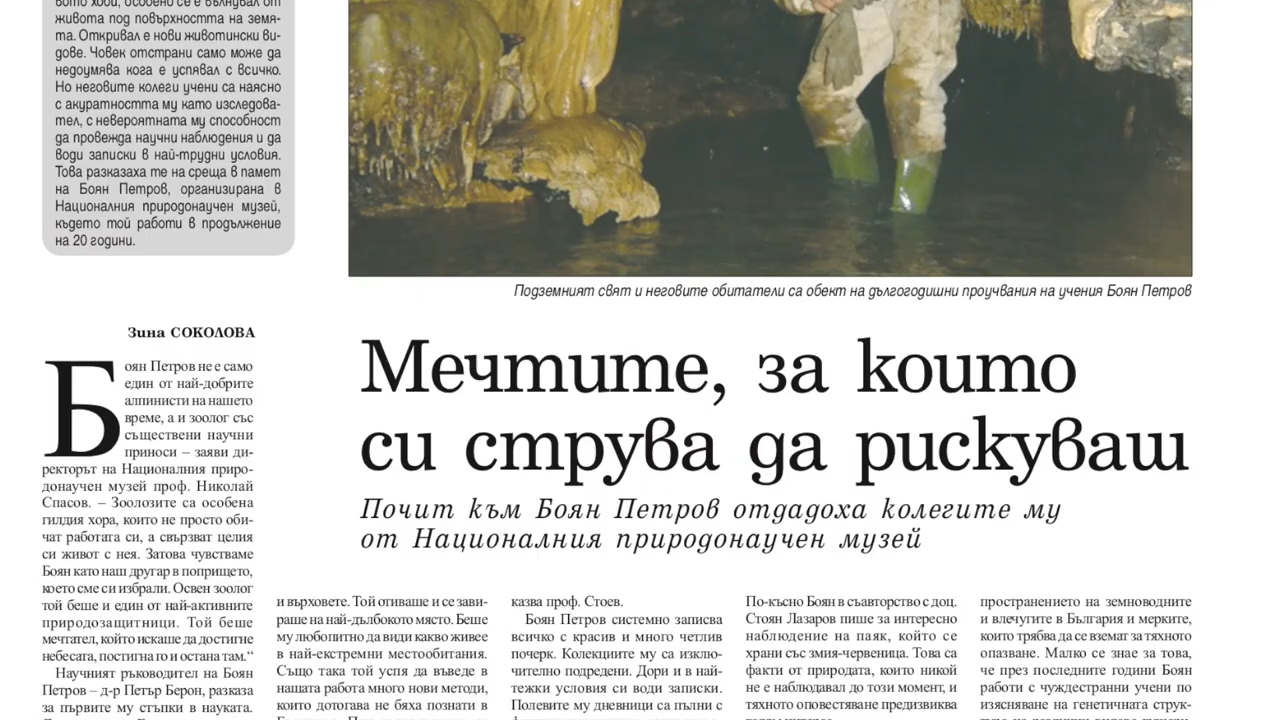 живота под повърхността на земя-
та. Откривал е нови животински ви-
дове. Човек отстрани само може да
недоумява кога е успявал с всичко.
Но неговите колеги учени са наясно
с акуратността му като изследова-
тел, с невероятната му способност
да провежда научни наблюдения и да
води записки в най-трудни условия.
Това разказаха те на среща в памет
на Боян Петров, организирана в
Националния природонаучен музей,
където той работи в продължение
на 20 години.
Подземният свят и неговите обитатели са обект на дългогодишни проучвания на учения Боян Петров
Зина СОКОЛОВА
Мечтите, за които
си струва да рискуваш
Почит към Боян Петров отдадоха колегите му
от Националния природонаучен музей
Боян Петров не е само
един от най-добрите
алпинисти на нашето
време, а и зоолог със
съществени научни
приноси – заяви ди-
ректорът на Националния приро-
донаучен музей проф. Николай
Спасов. – Зоолозите са особена
гилдия хора, които не просто оби-
чат работата си, а свързват целия
си живот с нея. Затова чувстваме
Боян като наш другар в попрището,
което сме си избрали. Освен зоолог
той беше и един от най-активните
природозащитници. Той беше
мечтател, който искаше да достигне
небесата, постигна го и остана там.“
Научният ръководител на Боян
Петров – д-р Петър Берон, разказа
за първите му стъпки в науката.
и върховете. Той отиваше и се зави-
раше на най-дълбокото място. Беше
му любопитно да види какво живее
в най-екстремни местообитания.
Също така той успя да въведе в
нашата работа много нови методи,
които дотогава не бяха познати в
казва проф. Стоев.
Боян Петров системно записва
всичко с красив и много четлив
почерк. Колекциите му са изклю-
чително подредени. Дори и в най-
тежки условия си води записки.
Полевите му дневници са пълни с
По-късно Боян в съавторство с доц.
Стоян Лазаров пише за интересно
наблюдение на паяк, който се
храни със змия-червеница. Това са
факти от природата, които никой
не е наблюдавал до този момент, и
тяхното оповестяване предизвиква
пространението на земноводните
и влечугите в България и мерките,
които трябва да се вземат за тяхното
опазване. Малко се знае за това,
че през последните години Боян
работи с чуждестранни учени по
изясняване на генетичната струк-